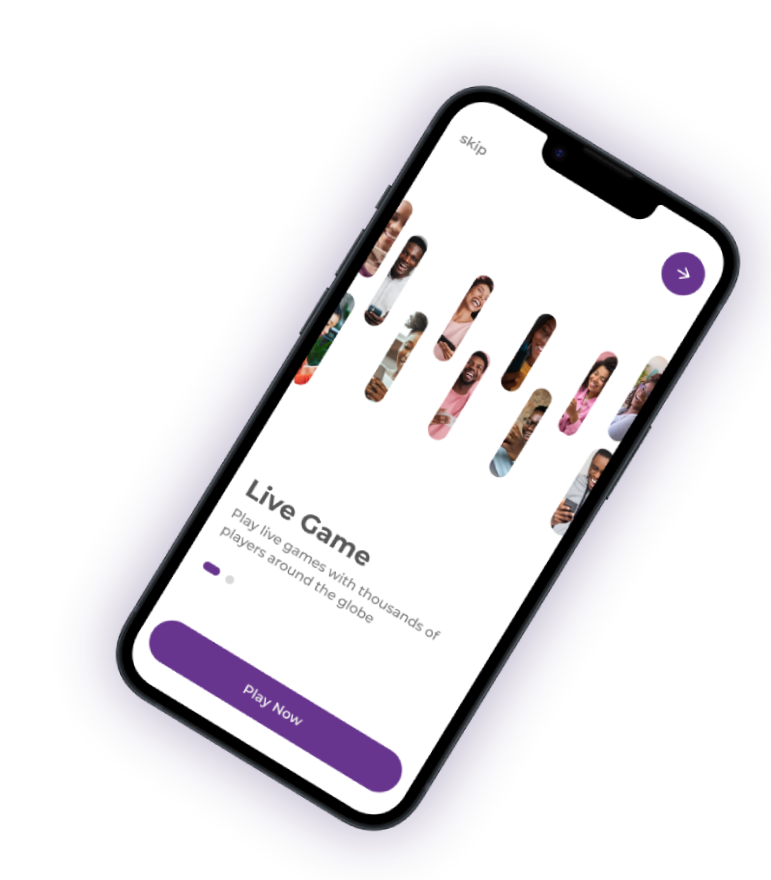 skip
Live Game
Play live games with thousands of
players around the globe
Play Now